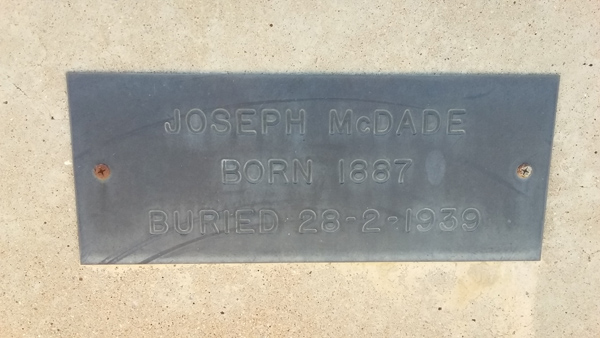 JOSEPH McDADE
BORN 1887
BURIED 28-2-1939